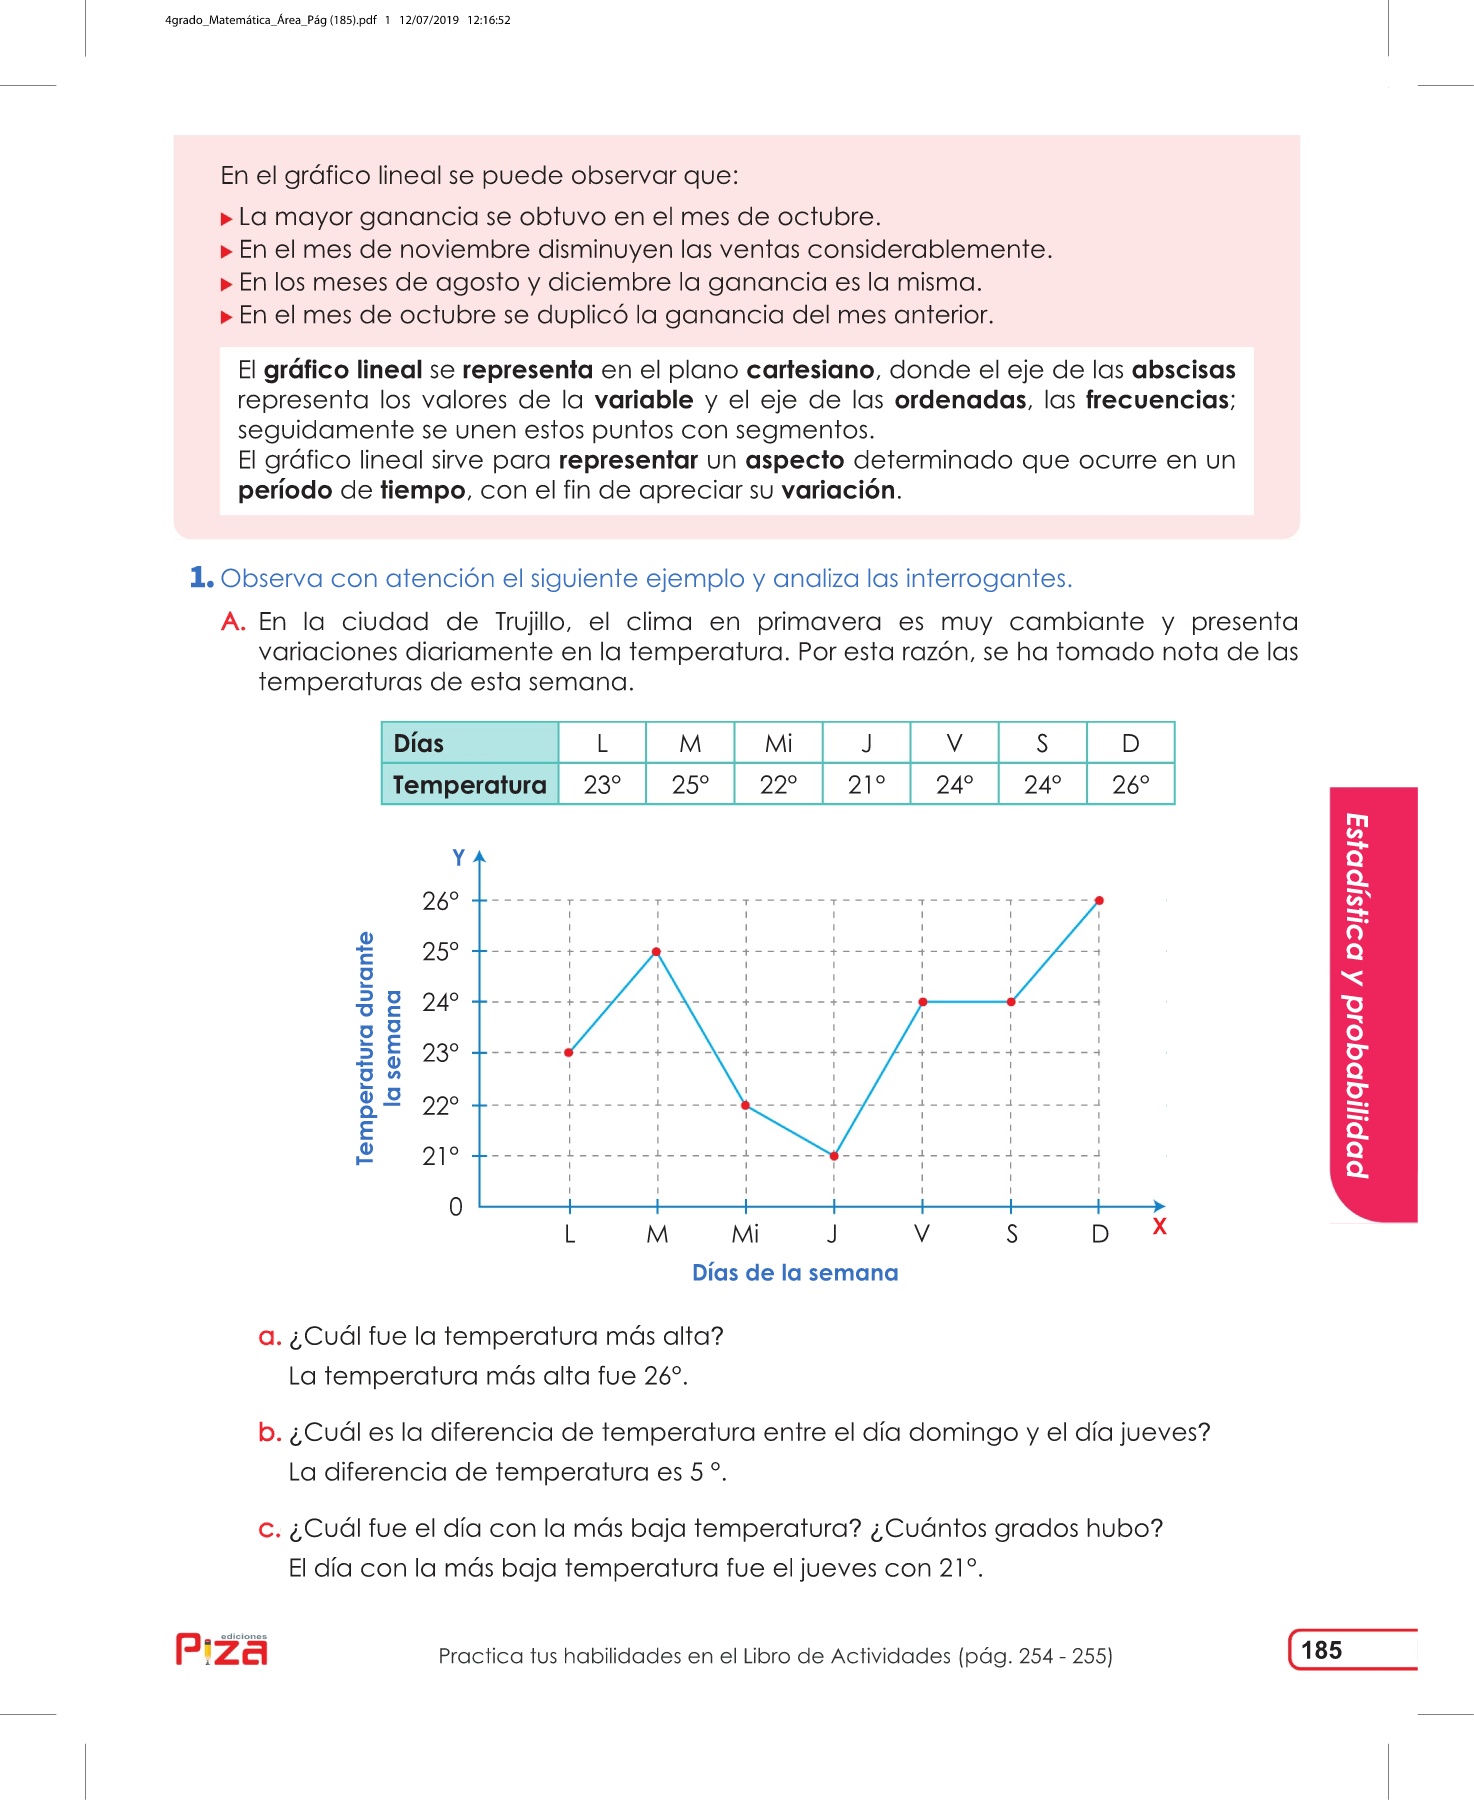 4grado_Matemática_Área_Pág (185).pdf 1 12/07/2019 12:16:52
En el gráfico lineal se puede observar que:
La mayor ganancia se obtuvo en el mes de octubre.
En el mes de noviembre disminuyen las ventas considerablemente.
En los meses de agosto y diciembre la ganancia es la misma.
En el mes de octubre se duplicó la ganancia del mes anterior.
El gráfico lineal se representa en el plano cartesiano, donde el eje de las abscisas
representa los valores de la variable y el eje de las ordenadas, las frecuencias;
seguidamente se unen estos puntos con segmentos.
El gráfico lineal sirve para representar un aspecto determinado que ocurre en un
período de tiempo, con el fin de apreciar su variación.
1. Observa con atención el siguiente ejemplo y analiza las interrogantes.
A. En la ciudad de Trujillo, el clima en primavera es muy cambiante y presenta
variaciones diariamente en la temperatura. Por esta razón, se ha tomado nota de las
temperaturas de esta semana.
Días L M Mi J V S D
Temperatura 23° 25° 22° 21° 24° 24° 26°
Y
26°
25°
24°
23°
22°
21°
0
Temperatura durante
la semana
L M Mi J V S D X
Días de la semana
Estadística y probabilidad
a. ¿Cuál fue la temperatura más alta?
La temperatura más alta fue 26°.
b. ¿Cuál es la diferencia de temperatura entre el día domingo y el día jueves?
La diferencia de temperatura es 5 °.
c. ¿Cuál fue el día con la más baja temperatura? ¿Cuántos grados hubo?
El día con la más baja temperatura fue el jueves con 21°.
ediciones
Piza
Practica tus habilidades en el Libro de Actividades (pág. 254 - 255)
185